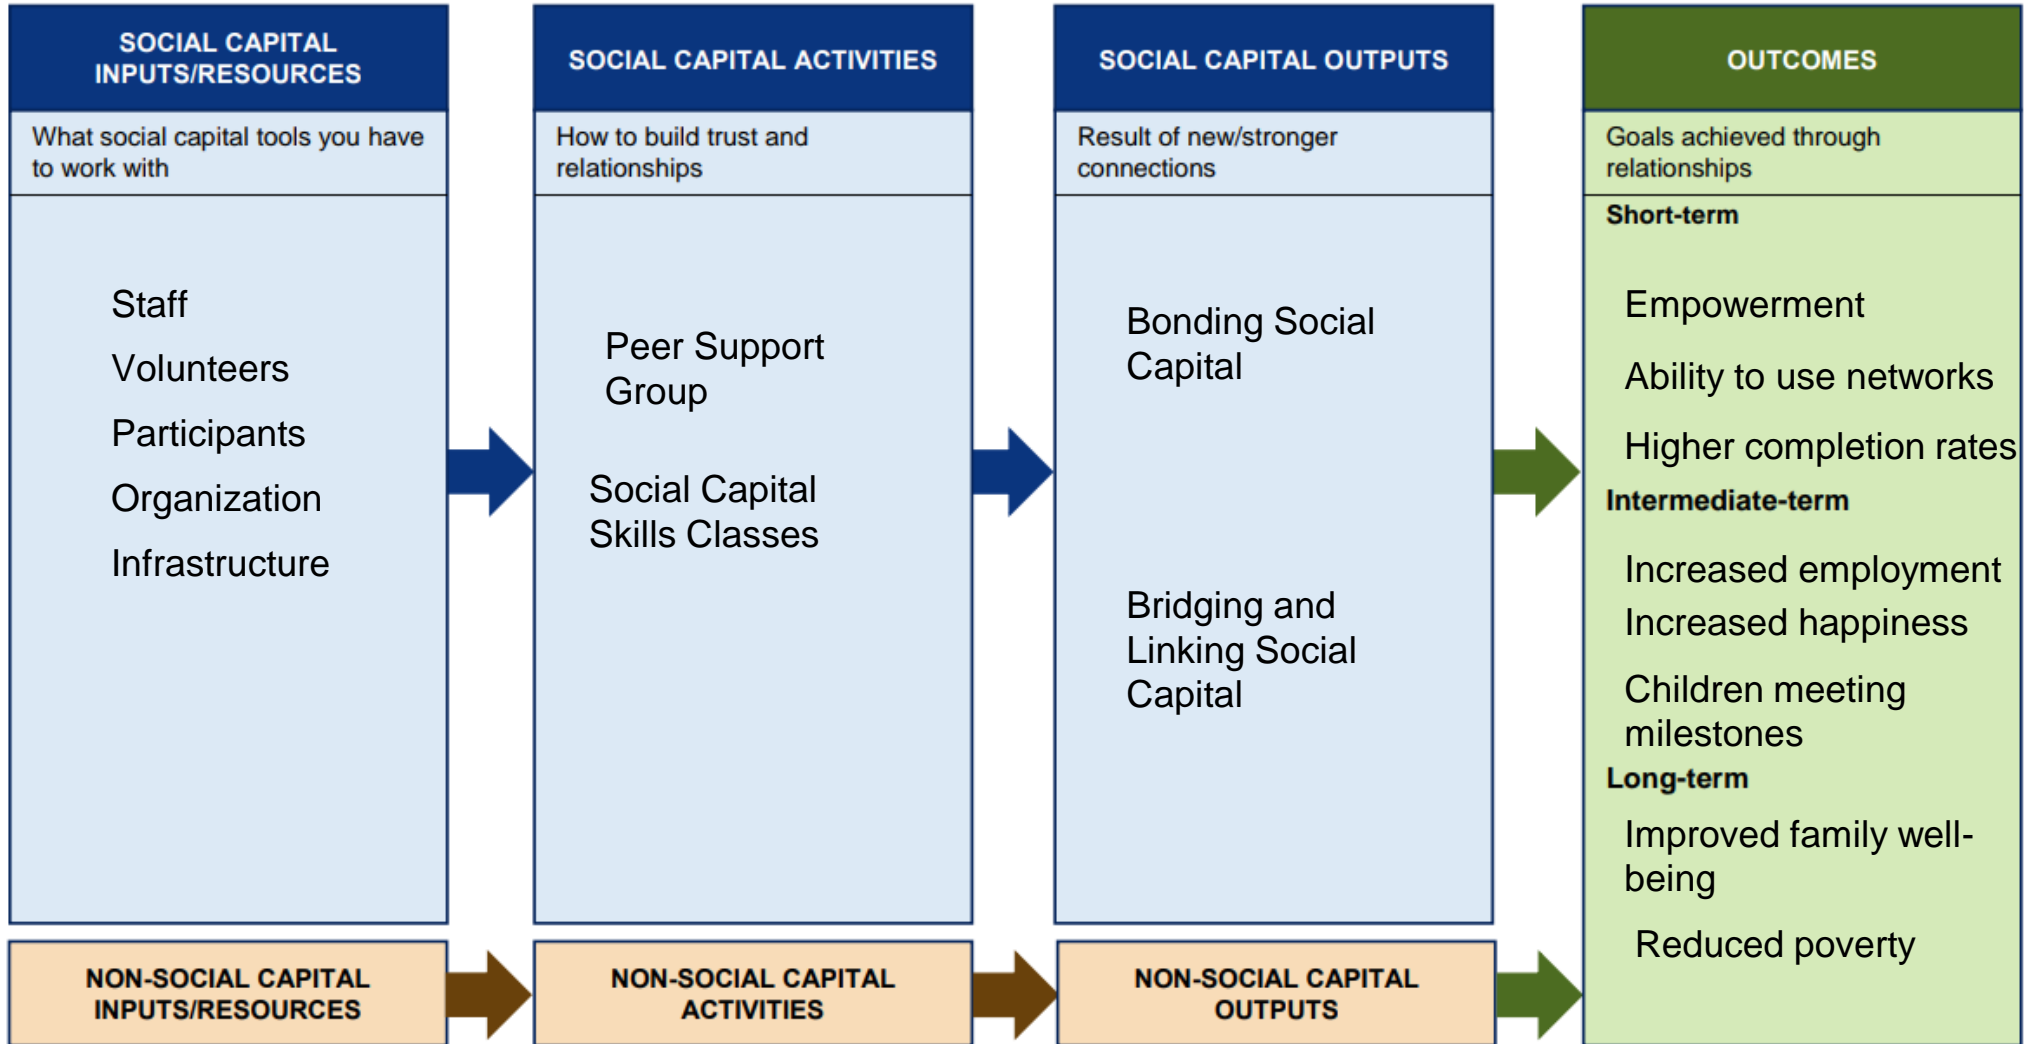 SOCIAL CAPITAL
INPUTS/RESOURCES
What social capital tools you have
to work with
Staff
Volunteers
Participants
Organization
Infrastructure
SOCIAL CAPITAL ACTIVITIES
How to build trust and
relationships
Peer Support
Group
Social Capital
Skills Classes
SOCIAL CAPITAL OUTPUTS
Result of new/stronger
connections
Bonding Social
Capital
Bridging and
Linking Social
Capital
OUTCOMES
Goals achieved through
relationships
Short-term
Empowerment
Ability to use networks
Higher completion rates
Intermediate-term
Increased employment
Increased happiness
Children meeting
milestones
Long-term
Improved family well-
being
Reduced poverty
NON-SOCIAL CAPITAL
INPUTS/RESOURCES
NON-SOCIAL CAPITAL
ACTIVITIES
NON-SOCIAL CAPITAL
OUTPUTS